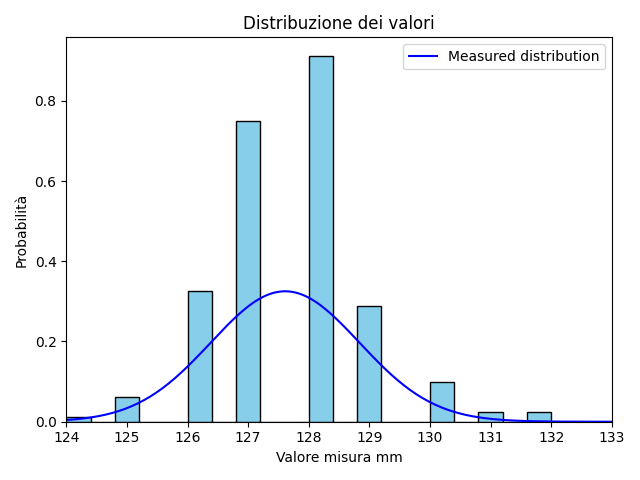 Distribuzione dei valori
Measured distribution
Probabilità
0.8
0.6
0.4
0.2
0.0
124 125 126 127 128 129 130 131 132 133
Valore misura mm